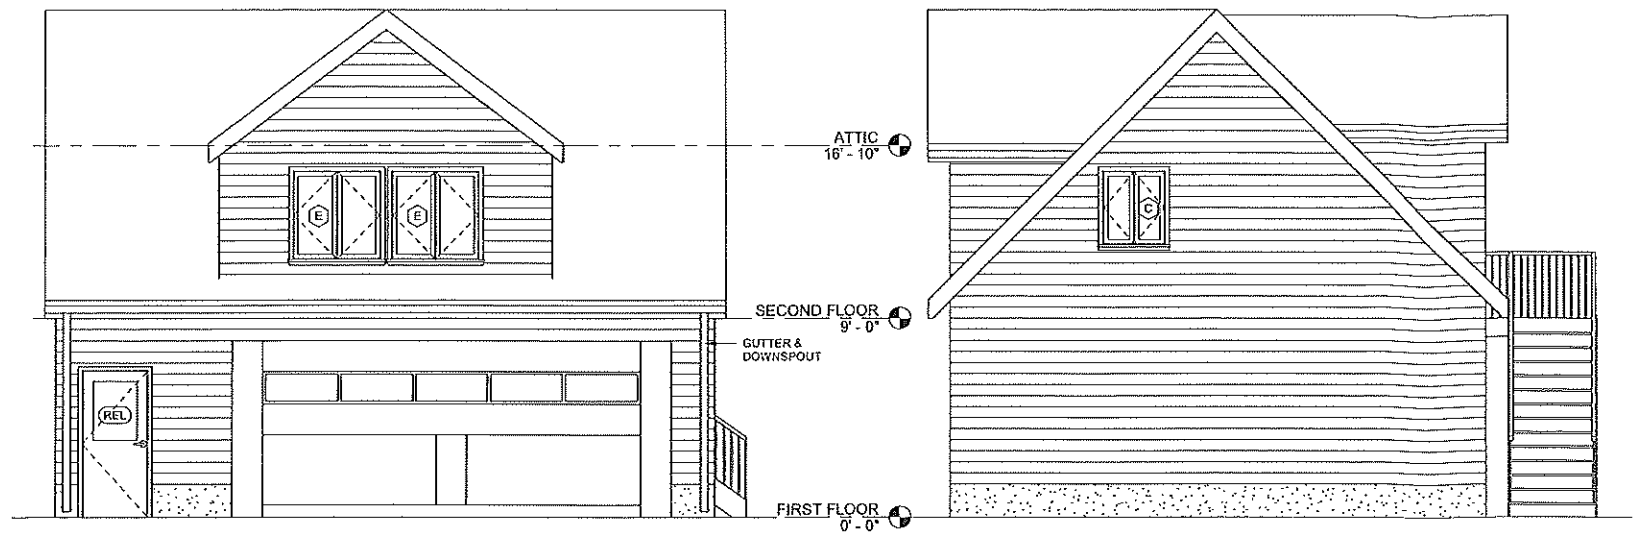 ATTIC
16' - 10"
E
E
C
SECOND FLOOR
9' - 0"
GUTTER &
DOWNSPOUT
REL
FIRST FLOOR
0' - 0"